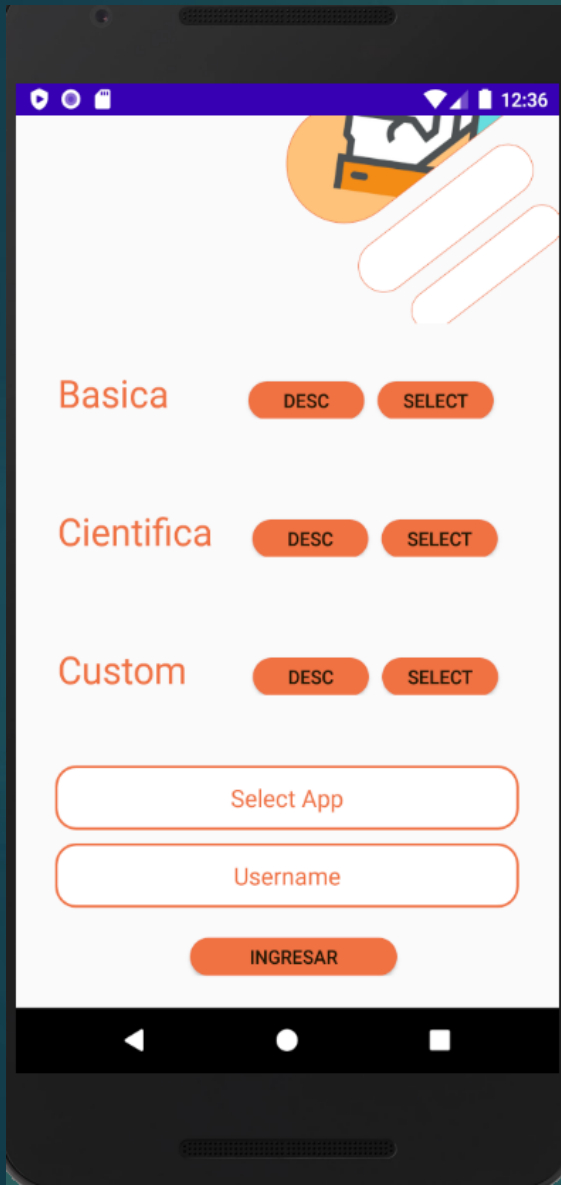 12:36
Basica DESC SELECT
Cientifica DESC SELECT
Custom DESC SELECT
Select App
Username
INGRESAR